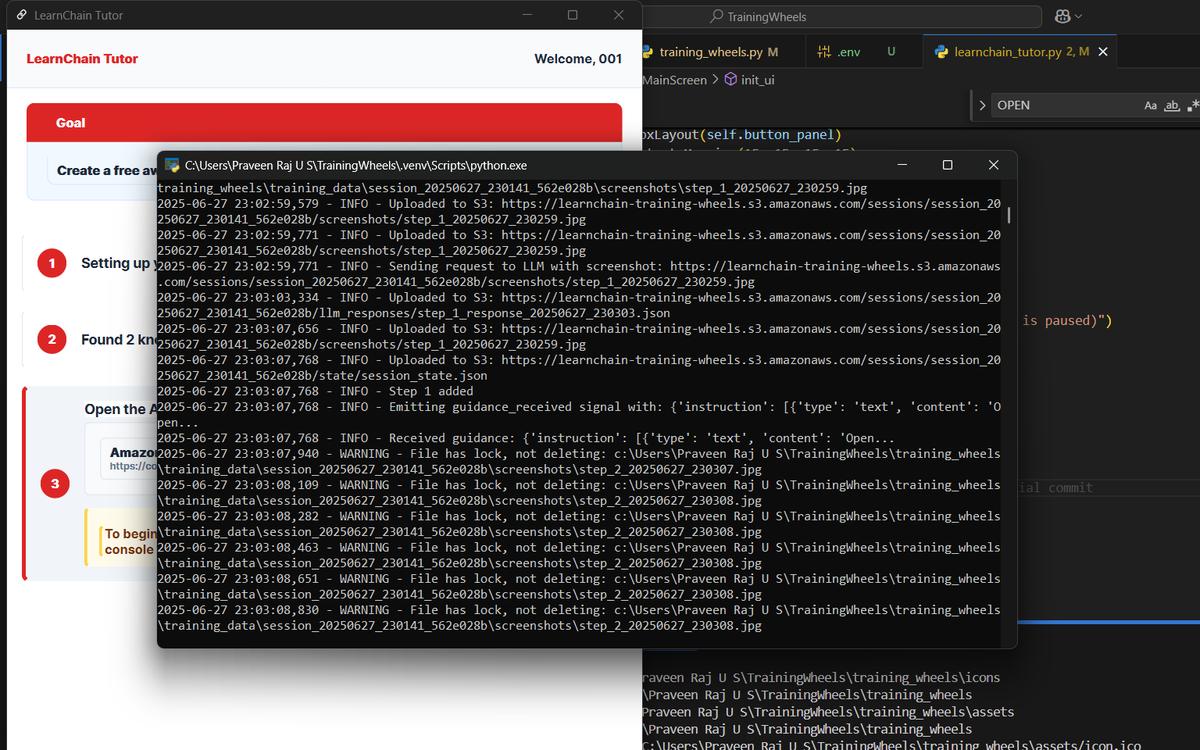 LearnChain Tutor
TrainingWheels
LearnChain Tutor
Welcome, 001
training_wheels.py M
.env U
learnchain_tutor.py 2, M
MainScreen > init_ui
OPEN
Aa ab
Goal
oxLayout(self.button_panel)
Create a free aw
C:\Users\Praveen Raj U S\TrainingWheels\.venv\Scripts\python.exe
training_wheels\training_data\session_20250627_230141_562e028b\screenshots\step_1_20250627_230259.jpg
2025-06-27 23:02:59,579 - INFO - Uploaded to S3: https://learnchain-training-wheels.s3.amazonaws.com/sessions/session_20
250627_230141_562e028b/screenshots/step_1_20250627_230259.jpg
2025-06-27 23:02:59,771 - INFO - Uploaded to S3: https://learnchain-training-wheels.s3.amazonaws.com/sessions/session_20
250627_230141_562e028b/screenshots/step_1_20250627_230259.jpg
2025-06-27 23:02:59,771 - INFO - Sending request to LLM with screenshot: https://learnchain-training-wheels.s3.amazonaws
.com/sessions/session_20250627_230141_562e028b/screenshots/step_1_20250627_230259.jpg
2025-06-27 23:03:03,334 - INFO - Uploaded to S3: https://learnchain-training-wheels.s3.amazonaws.com/sessions/session_20
250627_230141_562e028b/llm_responses/step_1_response_20250627_230303.json
2025-06-27 23:03:07,656 - INFO - Uploaded to S3: https://learnchain-training-wheels.s3.amazonaws.com/sessions/session_20
250627_230141_562e028b/screenshots/step_1_20250627_230259.jpg
2025-06-27 23:03:07,768 - INFO - Uploaded to S3: https://learnchain-training-wheels.s3.amazonaws.com/sessions/session_20
250627_230141_562e028b/state/session_state.json
2025-06-27 23:03:07,768 - INFO - Step 1 added
2025-06-27 23:03:07,768 - INFO - Emitting guidance_received signal with: {'instruction': [{'type': 'text', 'content': 'O
pen...
2025-06-27 23:03:07,768 - INFO - Received guidance: {'instruction': [{'type': 'text', 'content': 'Open...
2025-06-27 23:03:07,940 - WARNING - File has lock, not deleting: c:\Users\Praveen Raj U S\TrainingWheels\training_wheels
\training_data\session_20250627_230141_562e028b\screenshots\step_2_20250627_230307.jpg
2025-06-27 23:03:08,109 - WARNING - File has lock, not deleting: c:\Users\Praveen Raj U S\TrainingWheels\training_wheels
\training_data\session_20250627_230141_562e028b\screenshots\step_2_20250627_230308.jpg
2025-06-27 23:03:08,282 - WARNING - File has lock, not deleting: c:\Users\Praveen Raj U S\TrainingWheels\training_wheels
\training_data\session_20250627_230141_562e028b\screenshots\step_2_20250627_230308.jpg
2025-06-27 23:03:08,463 - WARNING - File has lock, not deleting: c:\Users\Praveen Raj U S\TrainingWheels\training_wheels
\training_data\session_20250627_230141_562e028b\screenshots\step_2_20250627_230308.jpg
2025-06-27 23:03:08,651 - WARNING - File has lock, not deleting: c:\Users\Praveen Raj U S\TrainingWheels\training_wheels
\training_data\session_20250627_230141_562e028b\screenshots\step_2_20250627_230308.jpg
2025-06-27 23:03:08,830 - WARNING - File has lock, not deleting: c:\Users\Praveen Raj U S\TrainingWheels\training_wheels
\training_data\session_20250627_230141_562e028b\screenshots\step_2_20250627_230308.jpg
1 Setting up y
2 Found 2 kno
3
Open the A
Amazo
https://co
To begin
console
is paused)")
ial commit
raveen Raj U S\TrainingWheels\training_wheels\icons
\Praveen Raj U S\TrainingWheels\training_wheels
Praveen Raj U S\TrainingWheels\training_wheels\assets
\Praveen Raj U S\TrainingWheels\training_wheels
C:\Users\Praveen Raj U S\TrainingWheels\training_wheels\assets/icon.ico